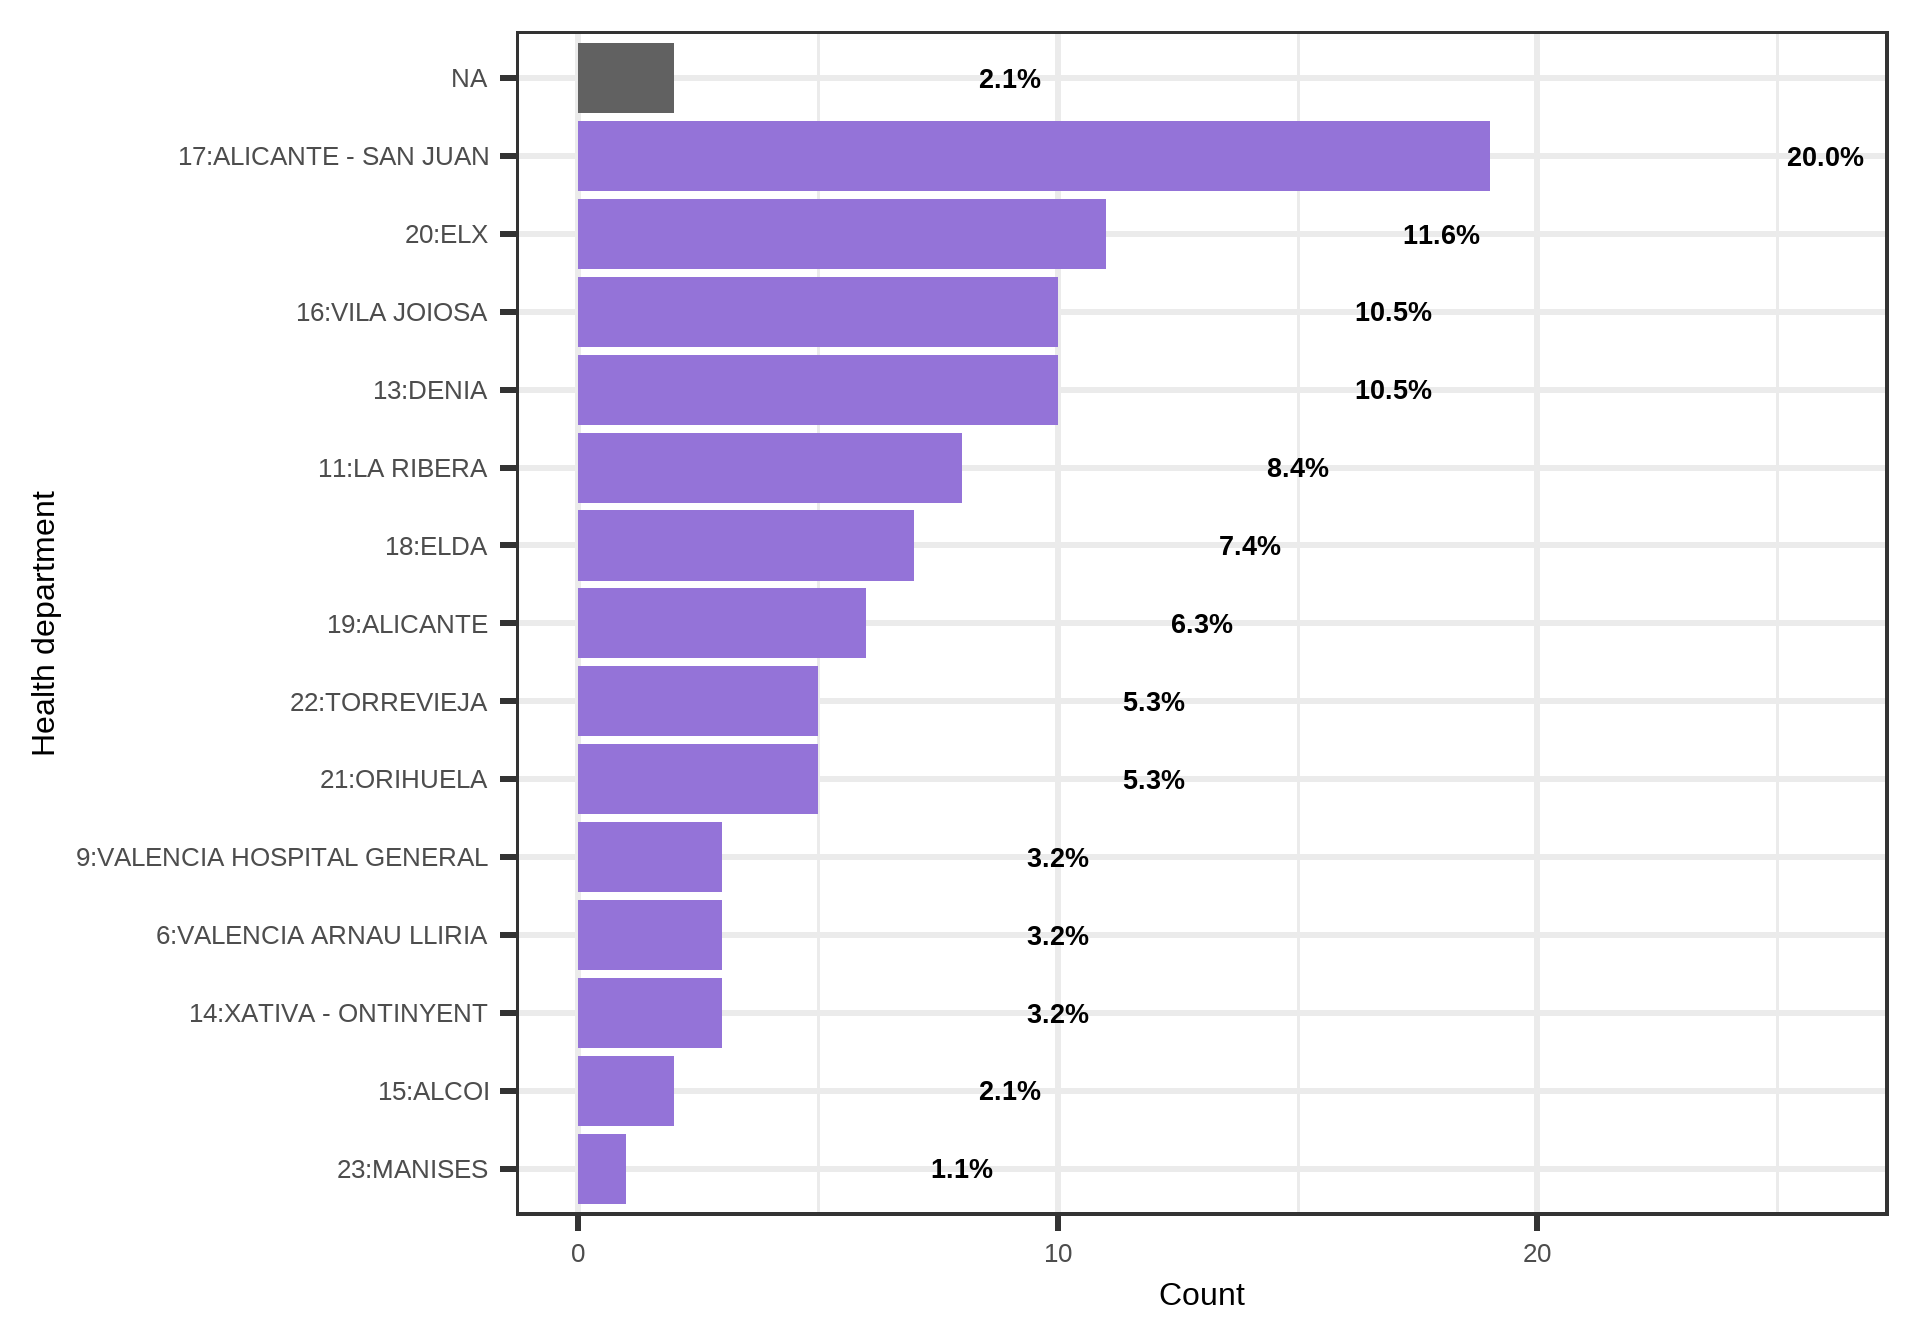 NA 2.1%
17:ALICANTE - SAN JUAN 20.0%
20:ELX 11.6%
16:VILA JOIOSA 10.5%
13:DENIA 10.5%
11:LA RIBERA 8.4%
18:ELDA 7.4%
19:ALICANTE 6.3%
22:TORREVIEJA 5.3%
21:ORIHUELA 5.3%
9:VALENCIA HOSPITAL GENERAL 3.2%
6:VALENCIA ARNAU LLIRIA 3.2%
14:XATIVA - ONTINYENT 3.2%
15:ALCOI 2.1%
23:MANISES 1.1%
0 10 20
Count
Health department